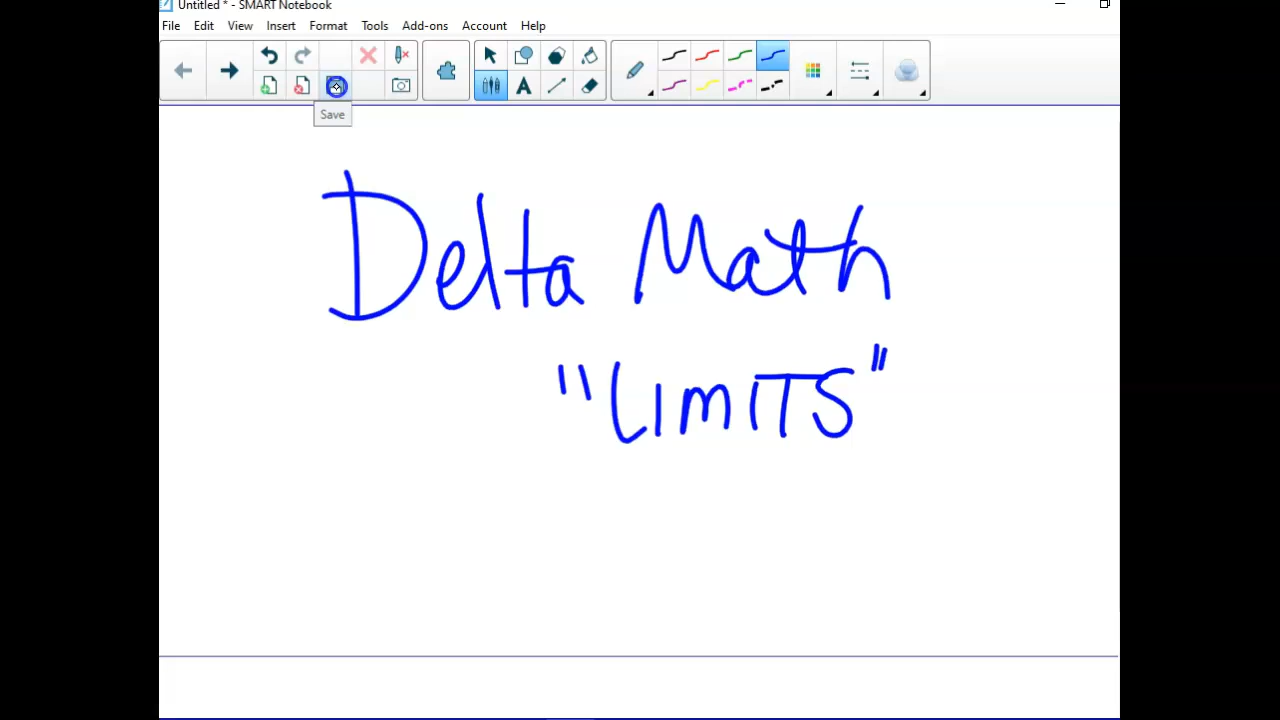 Untitled * - SMART Notebook
File Edit View Insert Format Tools Add-ons Account Help
Save
Delta Math
"LIMITS"